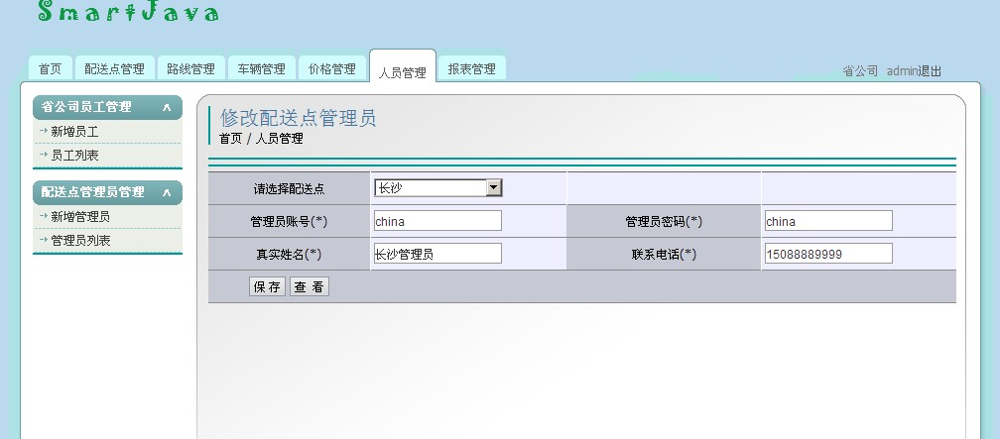 SmartJava
首页 配送点管理 路线管理 车辆管理 价格管理 人员管理 报表管理
省公司 admin退出
省公司员工管理
新增员工
员工列表
配送点管理员管理
新增管理员
管理员列表
修改配送点管理员
首页 / 人员管理
请选择配送点 长沙
管理员账号(*) china 管理员密码(*) china
真实姓名(*) 长沙管理员 联系电话(*) 15088889999
保存 查看